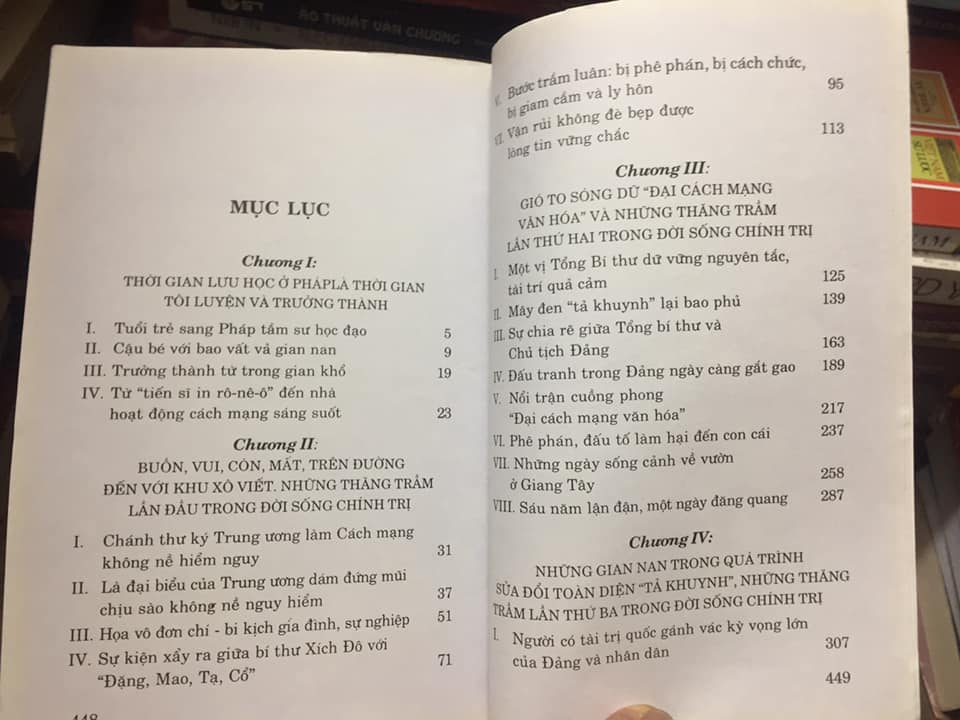 ẢO THUẬT VĂN CHƯƠNG
MỤC LỤC
Chương I:
THỜI GIAN LƯU HỌC Ở PHÁPLÀ THỜI GIAN
TÔI LUYỆN VÀ TRƯỞNG THÀNH
I. Tuổi trẻ sang Pháp tầm sư học đạo 5
II. Cậu bé với bao vất vả gian nan 9
III. Trưởng thành từ trong gian khổ 19
IV. Từ “tiến sĩ in rô-nê-ô” đến nhà
hoạt động cách mạng sáng suốt 23
Chương II:
BUỒN, VUI, CÒN, MẤT, TRÊN ĐƯỜNG
ĐẾN VỚI KHU XÔ VIẾT. NHỮNG THĂNG TRẦM
LẦN ĐẦU TRONG ĐỜI SỐNG CHÍNH TRỊ
I. Chánh thư ký Trung ương làm Cách mạng
không nề hiểm nguy 31
II. Là đại biểu của Trung ương dám đứng mũi
chịu sào không nề nguy hiểm 37
III. Họa vô đơn chí - bi kịch gía đình, sự nghiệp 51
IV. Sự kiện xẩy ra giữa bí thư Xích Đô với
“Đặng, Mao, Tạ, Cổ” 71
448
V. Bước trầm luân: bị phê phán, bị cách chức,
bị giam cầm và ly hôn 95
VI. Vận rủi không đè bẹp được
lòng tin vững chắc 113
Chương III:
GIÓ TO SÓNG DỮ “ĐẠI CÁCH MẠNG
VĂN HÓA” VÀ NHỮNG THĂNG TRẦM
LẦN THỨ HAI TRONG ĐỜI SỐNG CHÍNH TRỊ
I. Một vị Tổng Bí thư dữ vững nguyên tắc,
tài trí quả cảm 125
II. Mây đen “tả khuynh” lại bao phủ 139
III. Sự chia rẽ giữa Tổng bí thư và
Chủ tịch Đảng 163
IV. Đấu tranh trong Đảng ngày càng gắt gao 189
V. Nổi trận cuồng phong
“Đại cách mạng văn hóa” 217
VI. Phê phán, đấu tố làm hại đến con cái 237
VII. Những ngày sống cảnh về vườn
ở Giang Tây 258
VIII. Sáu năm lận đận, một ngày đăng quang 287
Chương IV:
NHỮNG GIAN NAN TRONG QUÁ TRÌNH
SỬA ĐỔI TOÀN DIỆN “TẢ KHUYNH”, NHỮNG THĂNG
TRẦM LẦN THỨ BA TRONG ĐỜI SỐNG CHÍNH TRỊ
I. Người có tài trị quốc gánh vác kỳ vọng lớn
của Đảng và nhân dân 307
449
VIỆT NAM
SỬ LƯỢC